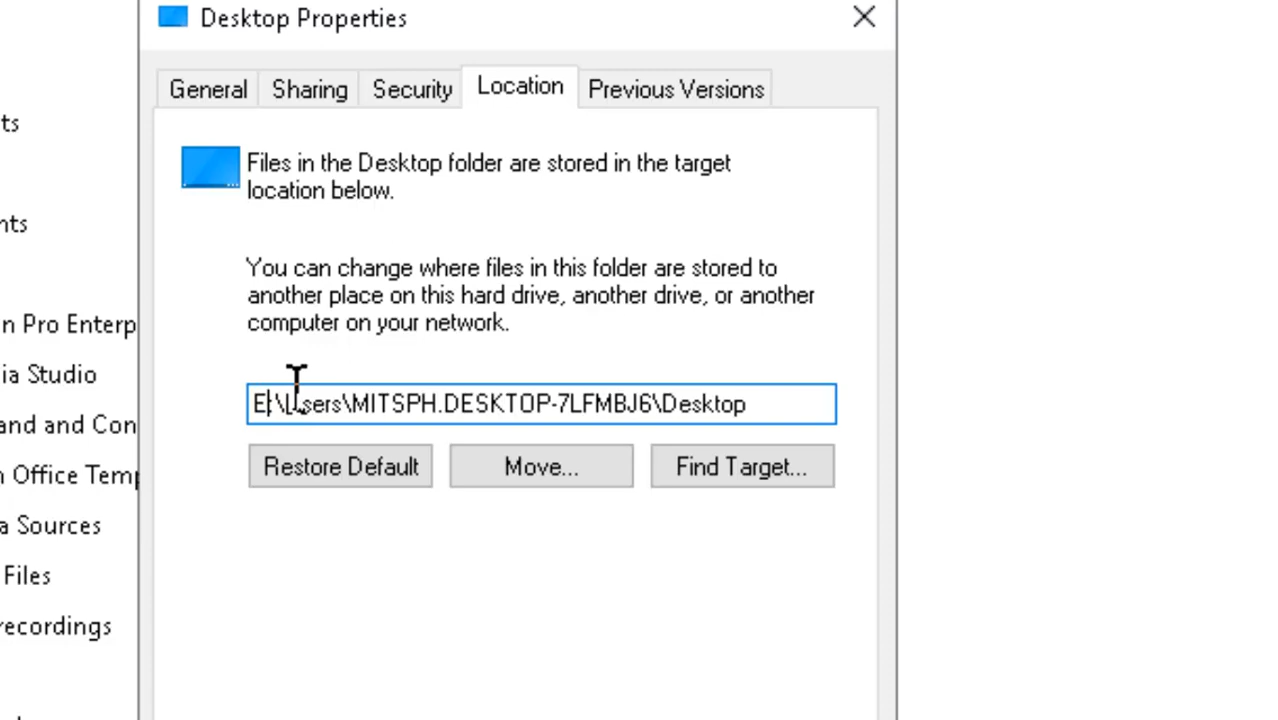 Desktop Properties
General Sharing Security Location Previous Versions
Files in the Desktop folder are stored in the target
location below.
You can change where files in this folder are stored to
another place on this hard drive, another drive, or another
computer on your network.
E:\Users\MITSPH.DESKTOP-7LFMBJ6\Desktop
Restore Default Move... Find Target...
ts
nts
n Pro Enterp
ia Studio
and and Con
n Office Temp
a Sources
Files
recordings